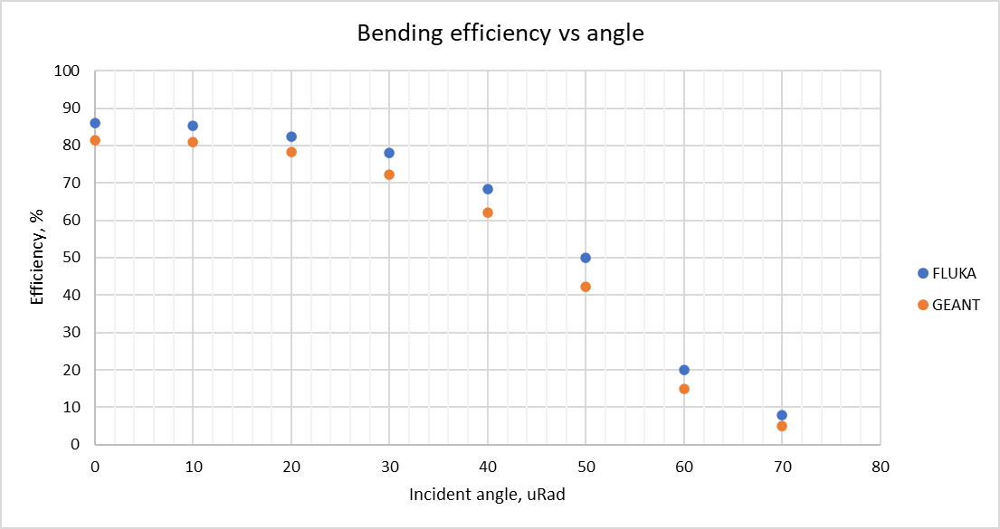 Bending efficiency vs angle
Efficiency, %
100
90
80
70
60
50
40
30
20
10
0
0 10 20 30 40 50 60 70 80
Incident angle, uRad
FLUKA
GEANT